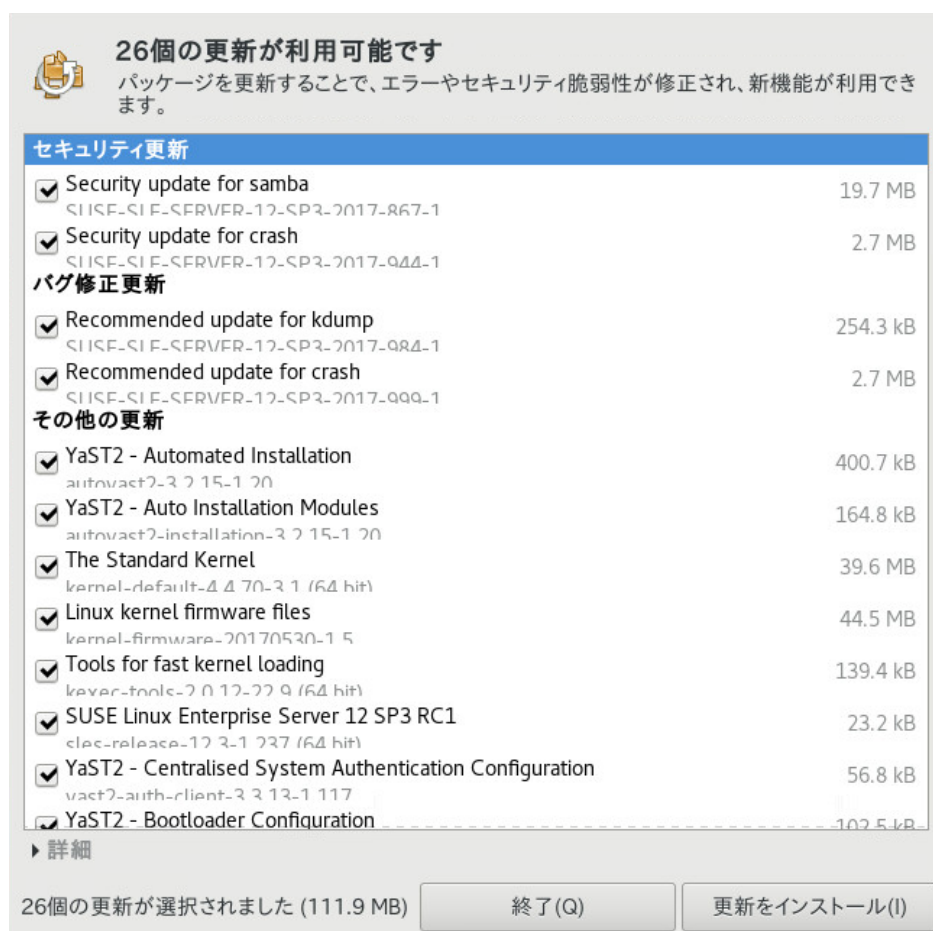 26個の更新が利用可能です
パッケージを更新することで、エラーやセキュリティ脆弱性が修正され、新機能が利用でき
ます。
セキュリティ更新
Security update for samba
19.7 MB
SUSE-SLE-SERVER-12-SP3-2017-867-1
Security update for crash
2.7 MB
SUSE-SLE-SERVER-12-SP3-2017-944-1
バグ修正更新
Recommended update for kdump
254.3 kB
SUSE-SLE-SERVER-12-SP3-2017-984-1
Recommended update for crash
2.7 MB
SUSE-SLE-SERVER-12-SP3-2017-999-1
その他の更新
YaST2 - Automated Installation
400.7 kB
autoyast2-3.2.15-1.20
YaST2 - Auto Installation Modules
164.8 kB
autoyast2-installation-3.2.15-1.20
The Standard Kernel
39.6 MB
kernel-default-4.4.70-3.1 (64 bit)
Linux kernel firmware files
44.5 MB
kernel-firmware-20170530-1.5
Tools for fast kernel loading
139.4 kB
kexec-tools-2.0.12-22.9 (64 bit)
SUSE Linux Enterprise Server 12 SP3 RC1
23.2 kB
sles-release-12.3-1.237 (64 bit)
YaST2 - Centralised System Authentication Configuration
56.8 kB
yast2-auth-client-3.3.13-1.117
YaST2 - Bootloader Configuration
102.5 kB
詳細
26個の更新が選択されました (111.9 MB)
終了(Q)
更新をインストール(I)